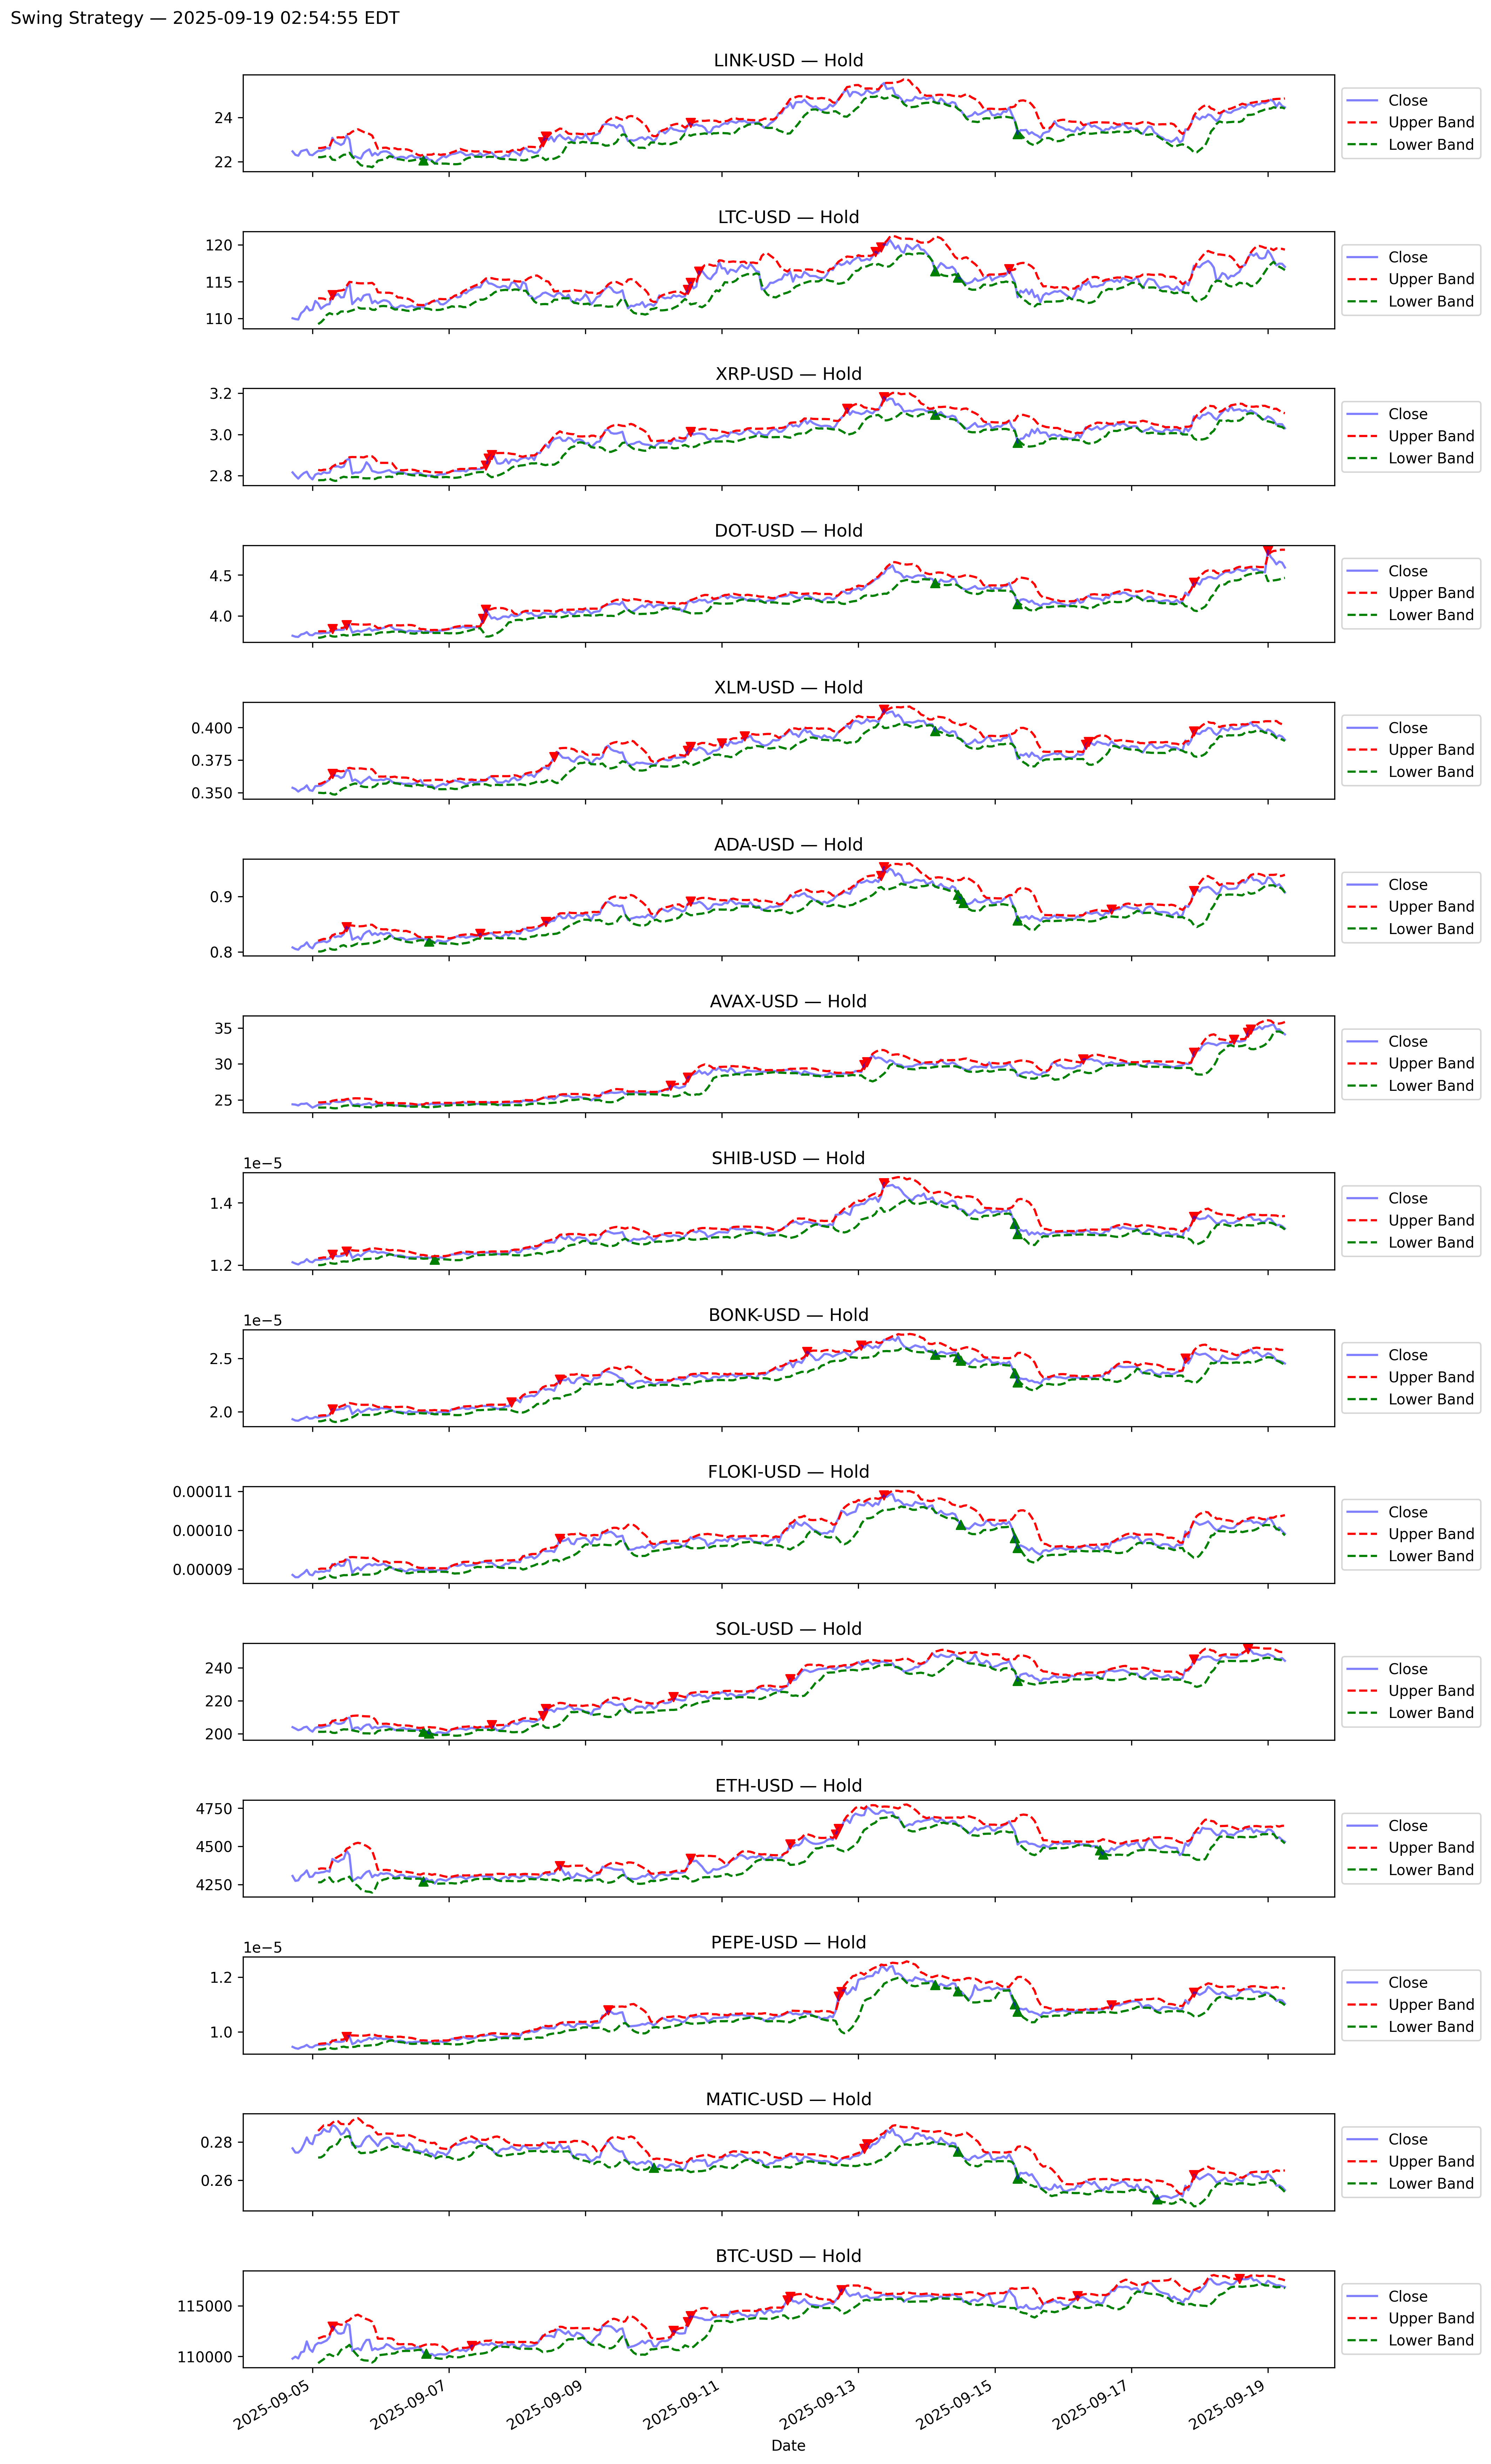 Swing Strategy — 2025-09-19 02:54:55 EDT
LINK-USD — Hold
24
22
Close
Upper Band
Lower Band
LTC-USD — Hold
120
115
110
Close
Upper Band
Lower Band
XRP-USD — Hold
3.2
3.0
2.8
Close
Upper Band
Lower Band
DOT-USD — Hold
4.5
4.0
Close
Upper Band
Lower Band
XLM-USD — Hold
0.400
0.375
0.350
Close
Upper Band
Lower Band
ADA-USD — Hold
0.9
0.8
Close
Upper Band
Lower Band
AVAX-USD — Hold
35
30
25
Close
Upper Band
Lower Band
SHIB-USD — Hold
1e−5
1.4
1.2
Close
Upper Band
Lower Band
BONK-USD — Hold
1e−5
2.5
2.0
Close
Upper Band
Lower Band
FLOKI-USD — Hold
0.00011
0.00010
0.00009
Close
Upper Band
Lower Band
SOL-USD — Hold
240
220
200
Close
Upper Band
Lower Band
ETH-USD — Hold
4750
4500
4250
Close
Upper Band
Lower Band
PEPE-USD — Hold
1e−5
1.2
1.0
Close
Upper Band
Lower Band
MATIC-USD — Hold
0.28
0.26
Close
Upper Band
Lower Band
BTC-USD — Hold
115000
110000
Close
Upper Band
Lower Band
2025-09-05
2025-09-07
2025-09-09
2025-09-11
2025-09-13
2025-09-15
2025-09-17
2025-09-19
Date